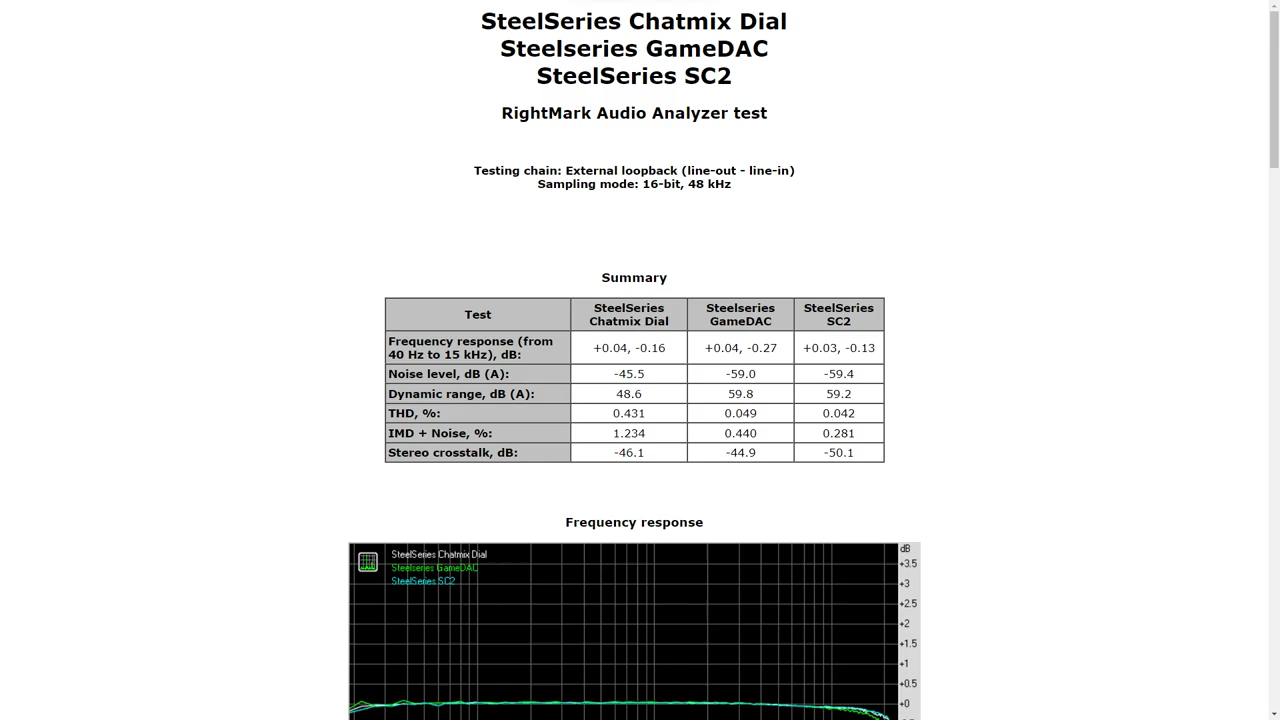 SteelSeries Chatmix Dial
Steelseries GameDAC
SteelSeries SC2
RightMark Audio Analyzer test
Testing chain: External loopback (line-out - line-in)
Sampling mode: 16-bit, 48 kHz
Summary
Test SteelSeries Chatmix Dial Steelseries GameDAC SteelSeries SC2
Frequency response (from 40 Hz to 15 kHz), dB: +0.04, -0.16 +0.04, -0.27 +0.03, -0.13
Noise level, dB (A): -45.5 -59.0 -59.4
Dynamic range, dB (A): 48.6 59.8 59.2
THD, %: 0.431 0.049 0.042
IMD + Noise, %: 1.234 0.440 0.281
Stereo crosstalk, dB: -46.1 -44.9 -50.1
Frequency response
SteelSeries Chatmix Dial
Steelseries GameDAC
SteelSeries SC2
dB
+3.5
+3
+2.5
+2
+1.5
+1
+0.5
+0